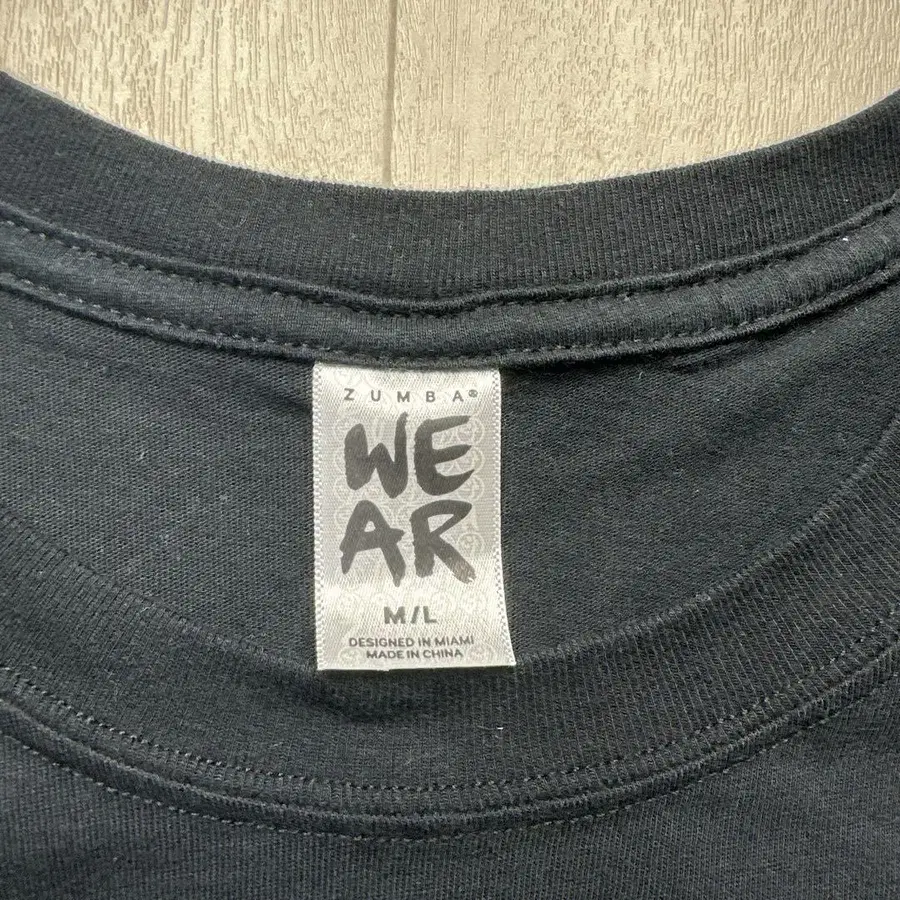 ZUMBA®
WE
AR
M/L
DESIGNED IN MIAMI
MADE IN CHINA